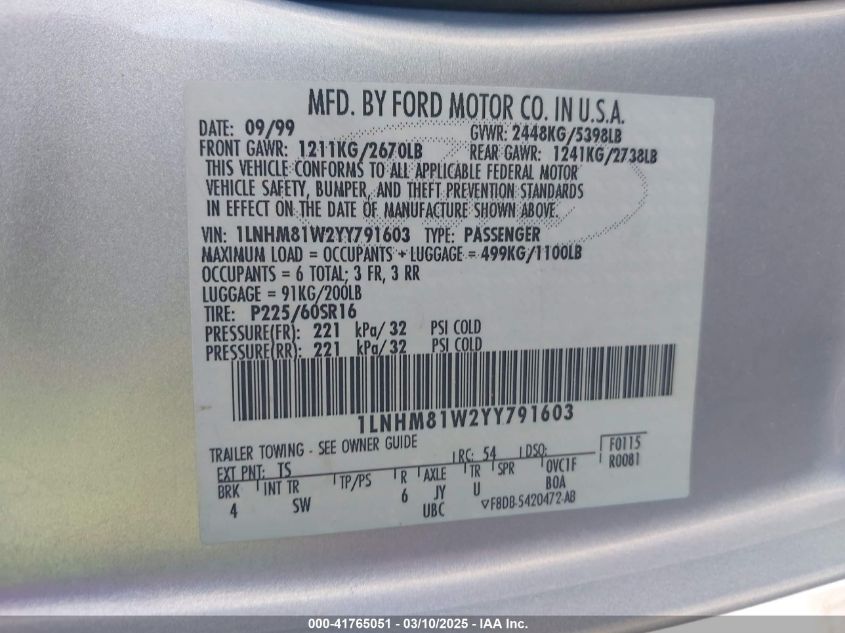 MFD. BY FORD MOTOR CO. IN U.S.A.
DATE: 09/99 GVWR: 2448KG/5398LB
FRONT GAWR: 1211KG/2670LB REAR GAWR: 1241KG/2738LB
THIS VEHICLE CONFORMS TO ALL APPLICABLE FEDERAL MOTOR
VEHICLE SAFETY, BUMPER, AND THEFT PREVENTION STANDARDS
IN EFFECT ON THE DATE OF MANUFACTURE SHOWN ABOVE.
VIN: 1LNHM81W2YY791603 TYPE: PASSENGER
MAXIMUM LOAD = OCCUPANTS + LUGGAGE = 499KG/1100LB
OCCUPANTS = 6 TOTAL; 3 FR, 3 RR
LUGGAGE = 91KG/200LB
TIRE: P225/60SR16
PRESSURE(FR): 221 kPa/ 32 PSI COLD
PRESSURE(RR): 221 kPa/ 32 PSI COLD
1LNHM81W2YY791603
TRAILER TOWING - SEE OWNER GUIDE
EXT PNT: TS RC: 54 DSO: F0115
BRK INT TR TP/PS R AXLE TR SPR OVC1F R0081
4 SW 6 JY U BOA
UBC ▽F8DB-5420472-AB
000-41765051 - 03/10/2025 - IAA Inc.